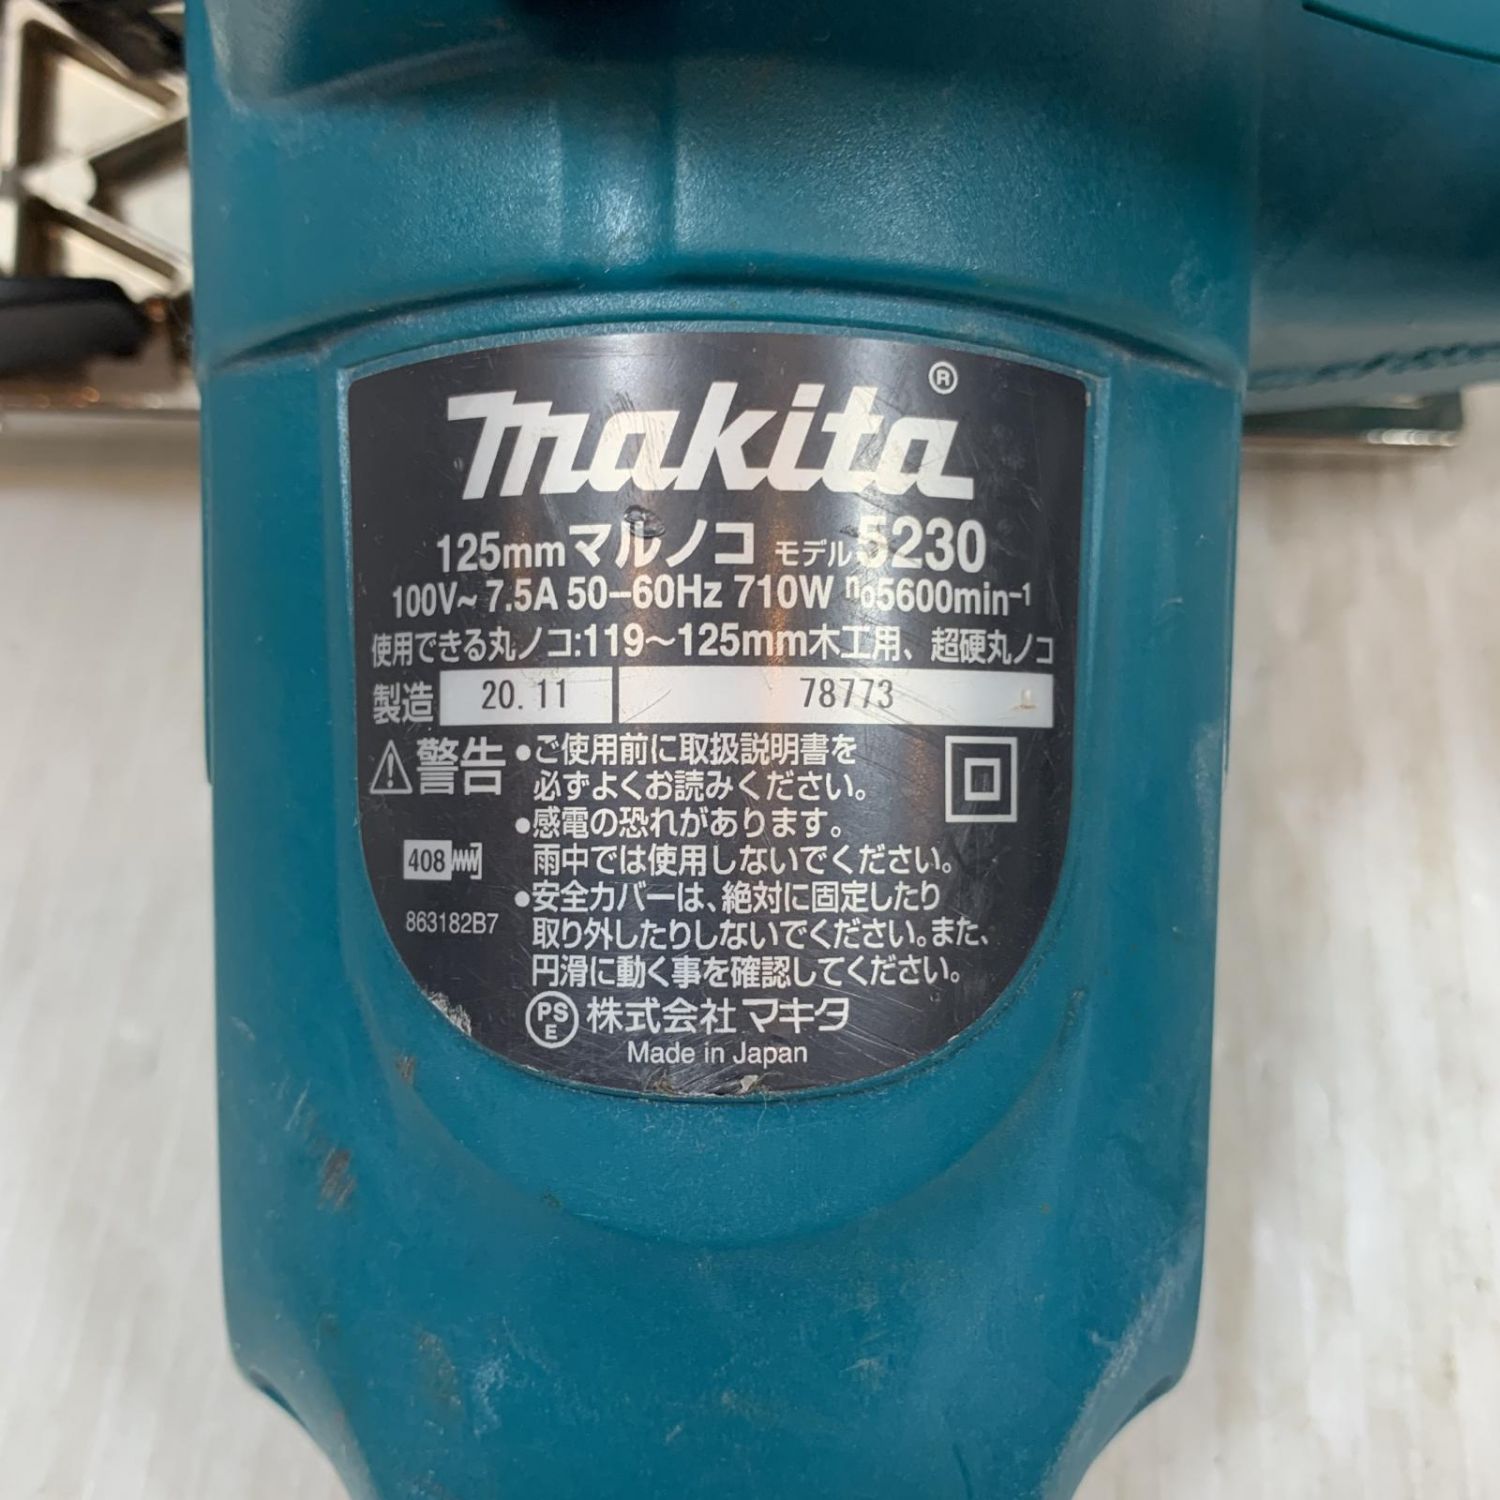 makita®
125mmマルノコ モデル5230
100V～7.5A 50–60Hz 710W n₀5600min⁻¹
使用できる丸ノコ:119～125mm木工用、超硬丸ノコ
製造 20.11 78773
⚠警告 ●ご使用前に取扱説明書を
必ずよくお読みください。
●感電の恐れがあります。
雨中では使用しないでください。
408
●安全カバーは、絶対に固定したり
863182B7
取り外したりしないでください。また、
円滑に動く事を確認してください。
PSE 株式会社 マキタ
Made in Japan